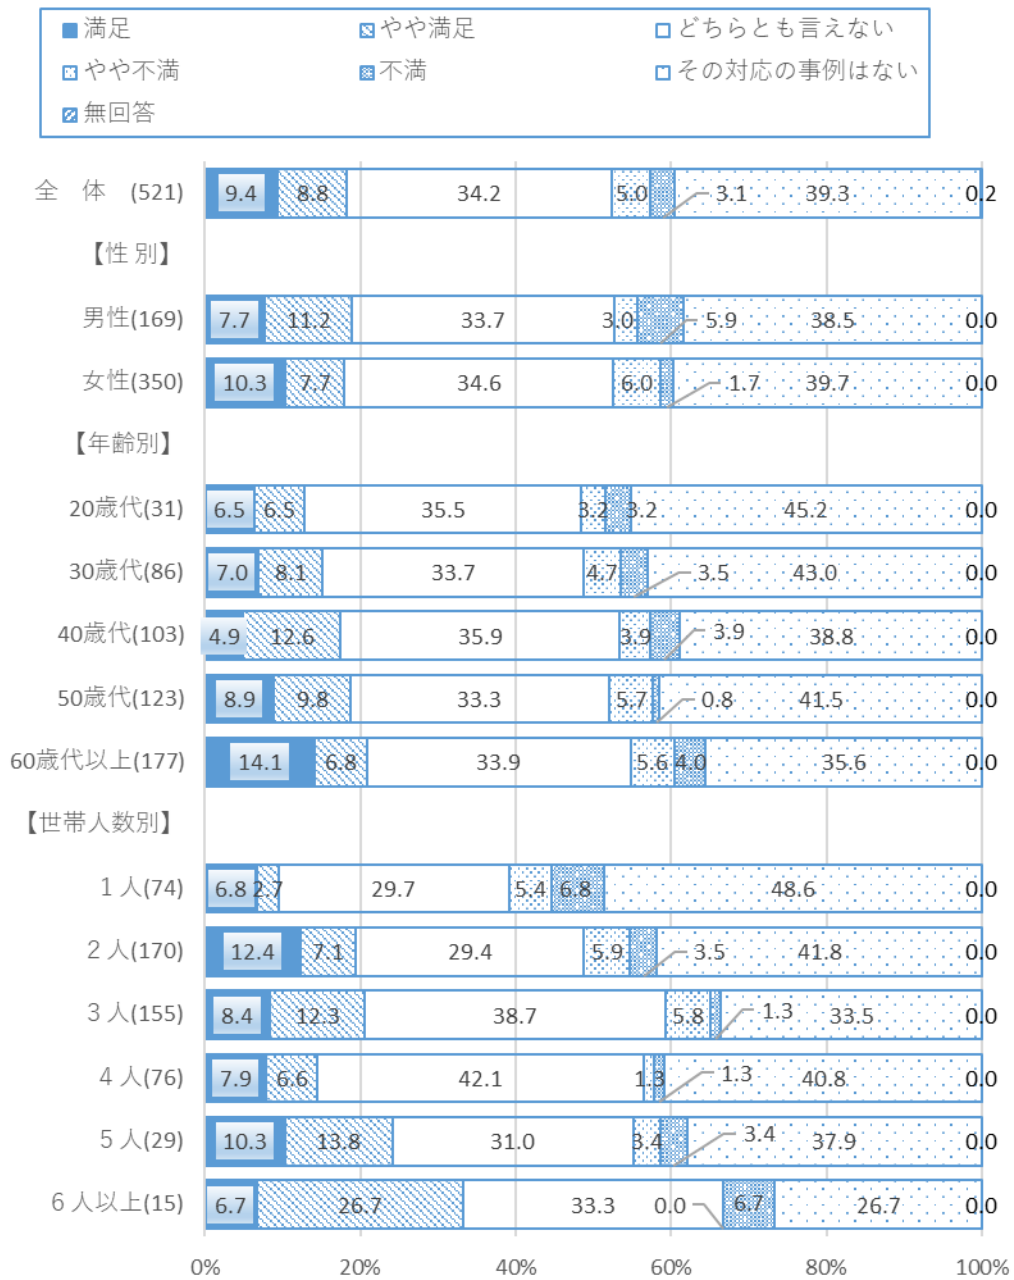 満足 やや満足 どちらとも言えない
やや不満 不満 その対応の事例はない
無回答
全　体　(521) 9.4 8.8 34.2 5.0 3.1 39.3 0.2
【性 別】
男性(169) 7.7 11.2 33.7 3.0 5.9 38.5 0.0
女性(350) 10.3 7.7 34.6 6.0 1.7 39.7 0.0
【年齢別】
20歳代(31) 6.5 6.5 35.5 3.2 3.2 45.2 0.0
30歳代(86) 7.0 8.1 33.7 4.7 3.5 43.0 0.0
40歳代(103) 4.9 12.6 35.9 3.9 3.9 38.8 0.0
50歳代(123) 8.9 9.8 33.3 5.7 0.8 41.5 0.0
60歳代以上(177) 14.1 6.8 33.9 5.6 4.0 35.6 0.0
【世帯人数別】
１人(74) 6.8 2.7 29.7 5.4 6.8 48.6 0.0
２人(170) 12.4 7.1 29.4 5.9 3.5 41.8 0.0
３人(155) 8.4 12.3 38.7 5.8 1.3 33.5 0.0
４人(76) 7.9 6.6 42.1 1.3 1.3 40.8 0.0
５人(29) 10.3 13.8 31.0 3.4 3.4 37.9 0.0
６人以上(15) 6.7 26.7 33.3 0.0 6.7 26.7 0.0
0% 20% 40% 60% 80% 100%